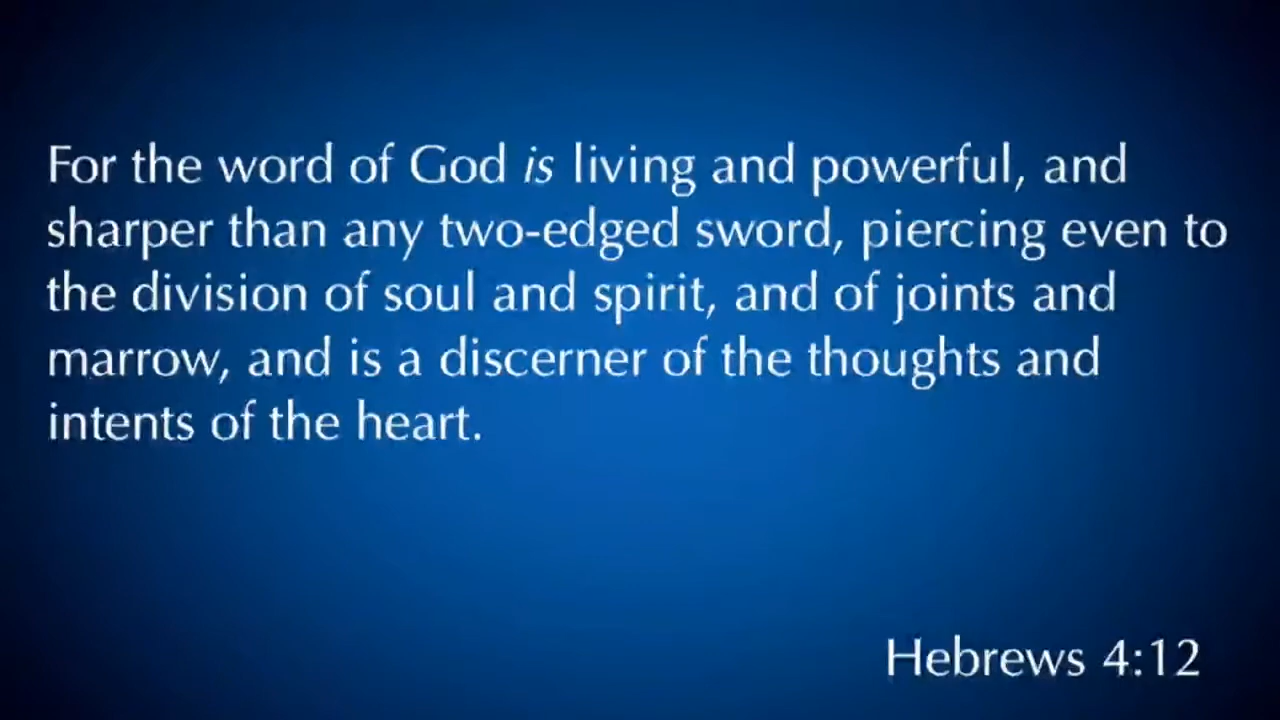 For the word of God is living and powerful, and
sharper than any two-edged sword, piercing even to
the division of soul and spirit, and of joints and
marrow, and is a discerner of the thoughts and
intents of the heart.
Hebrews 4:12